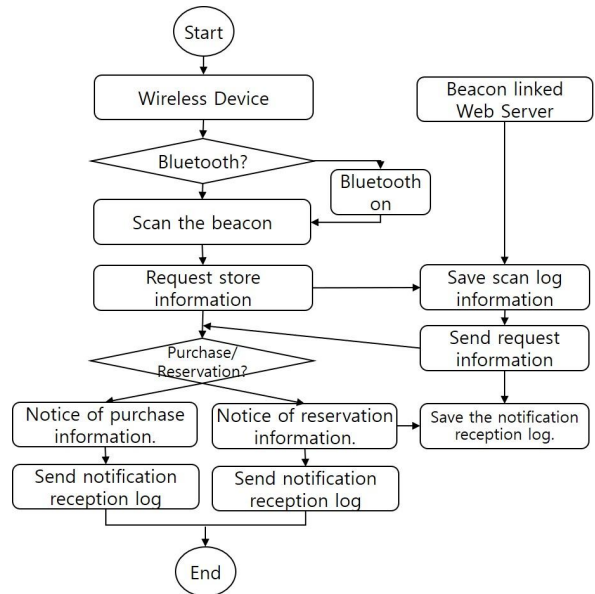 Start
Wireless Device
Beacon linked
Web Server
Bluetooth?
Bluetooth
on
Scan the beacon
Request store
information
Save scan log
information
Send request
information
Purchase/
Reservation?
Notice of purchase
information.
Notice of reservation
information.
Save the notification
reception log.
Send notification
reception log
Send notification
reception log
End